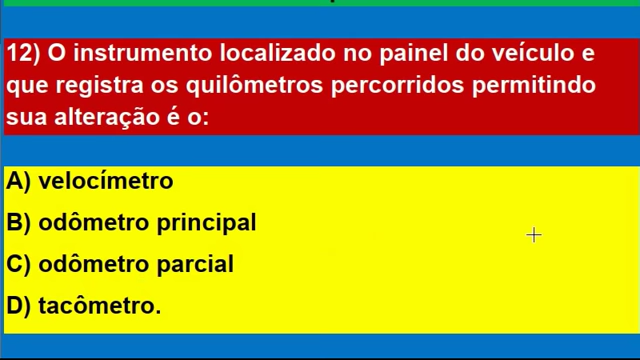 12) O instrumento localizado no painel do veículo e
que registra os quilômetros percorridos permitindo
sua alteração é o:
A) velocímetro
B) odômetro principal
C) odômetro parcial
D) tacômetro.